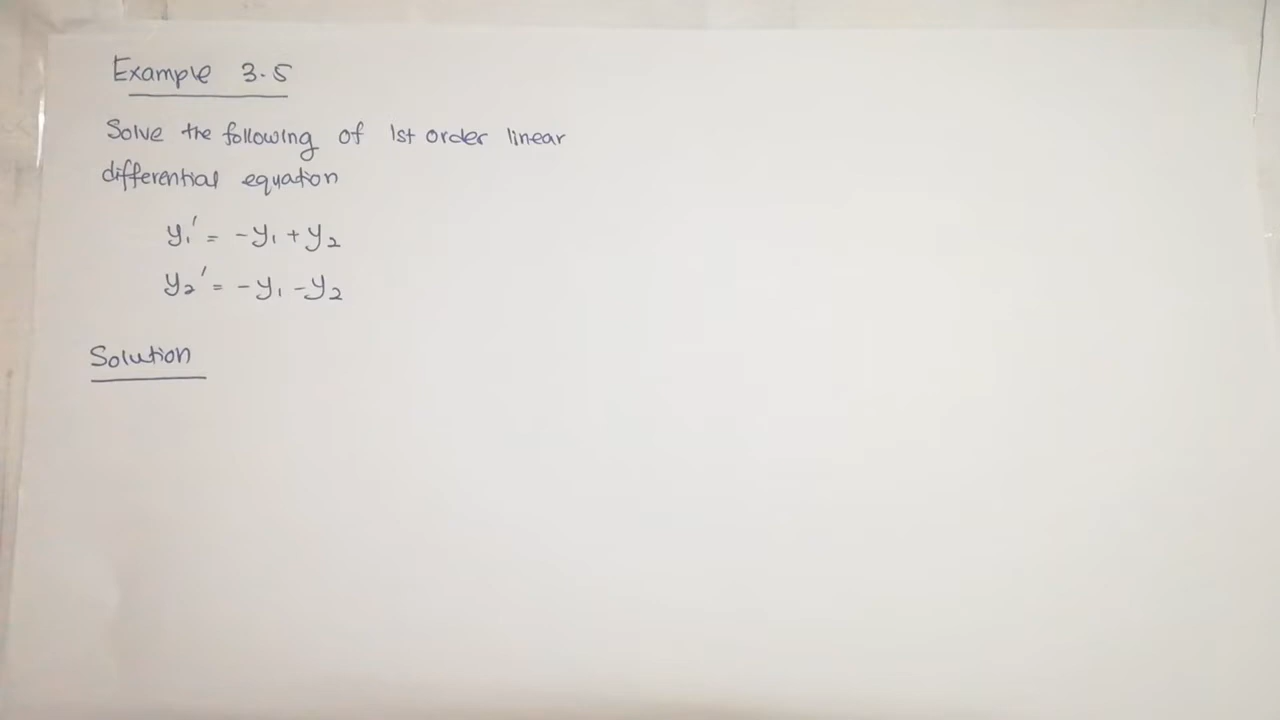 Example 3.5
Solve the following of 1st order linear
differential equation
y₁' = -y₁ + y₂
y₂' = -y₁ - y₂
Solution